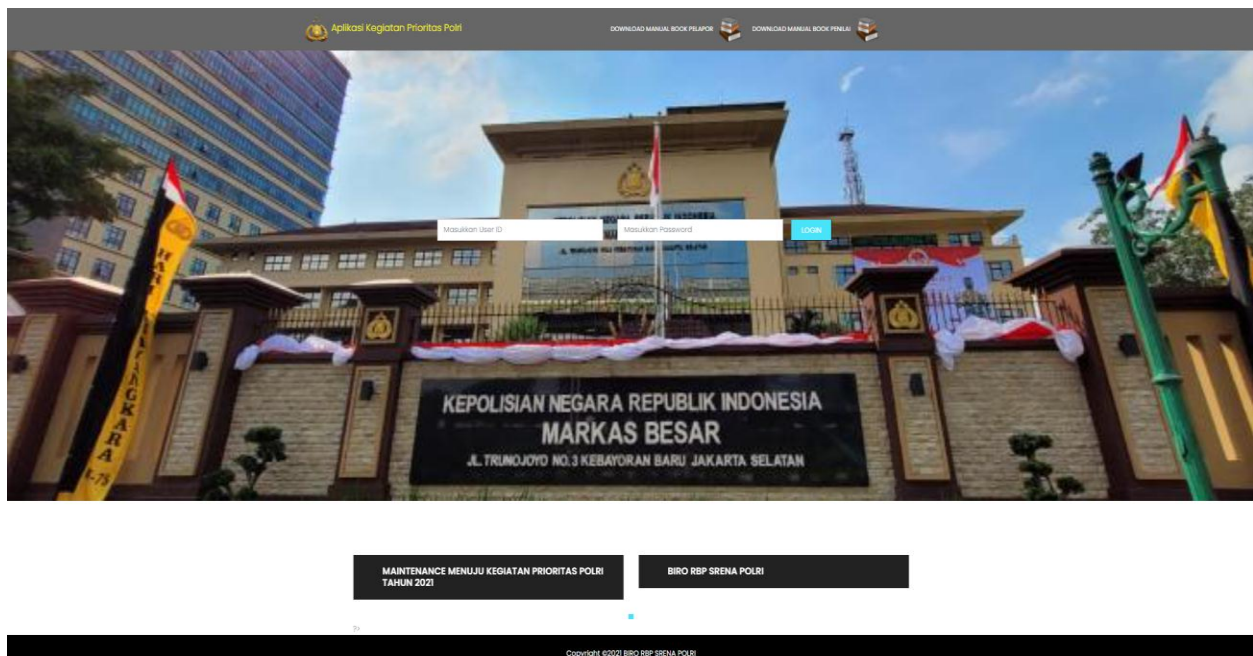 Aplikasi Kegiatan Prioritas Polri
DOWNLOAD MANUAL BOOK PELAPOR
DOWNLOAD MANUAL BOOK PENILAI
Masukkan User ID
Masukkan Password
LOGIN
KEPOLISIAN NEGARA REPUBLIK INDONESIA
MARKAS BESAR
JL. TRUNOJOYO NO.3 KEBAYORAN BARU JAKARTA SELATAN
MAINTENANCE MENUJU KEGIATAN PRIORITAS POLRI
TAHUN 2021
BIRO RBP SRENA POLRI
?>
Copyright ©2021 BIRO RBP SRENA POLRI